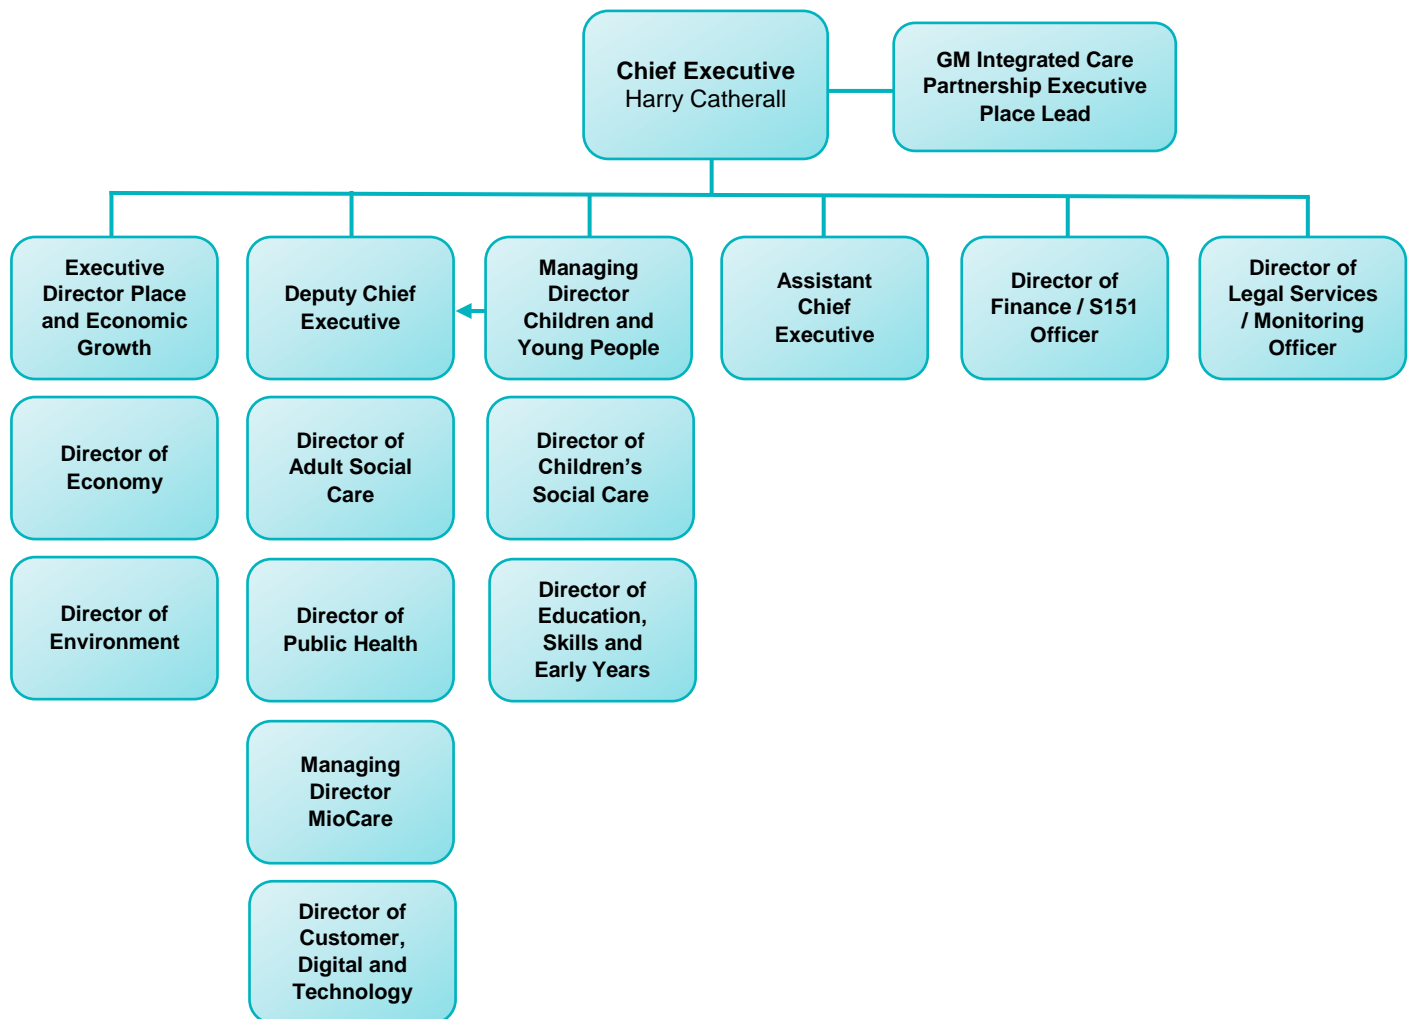 Chief Executive
Harry Catherall
GM Integrated Care
Partnership Executive
Place Lead
Executive
Director Place
and Economic
Growth
Deputy Chief
Executive
Managing
Director
Children and
Young People
Assistant
Chief
Executive
Director of
Finance / S151
Officer
Director of
Legal Services
/ Monitoring
Officer
Director of
Economy
Director of
Adult Social
Care
Director of
Children’s
Social Care
Director of
Environment
Director of
Public Health
Director of
Education,
Skills and
Early Years
Managing
Director
MioCare
Director of
Customer,
Digital and
Technology